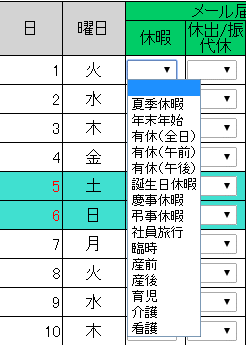 日 曜日 メール届
休暇 休出/振
代休
1 火
2 水
3 木
4 金
5 土
6 日
7 月
8 火
9 水
10 木
夏季休暇
年末年始
有休(全日)
有休(午前)
有休(午後)
誕生日休暇
慶事休暇
弔事休暇
社員旅行
臨時
産前
産後
育児
介護
看護